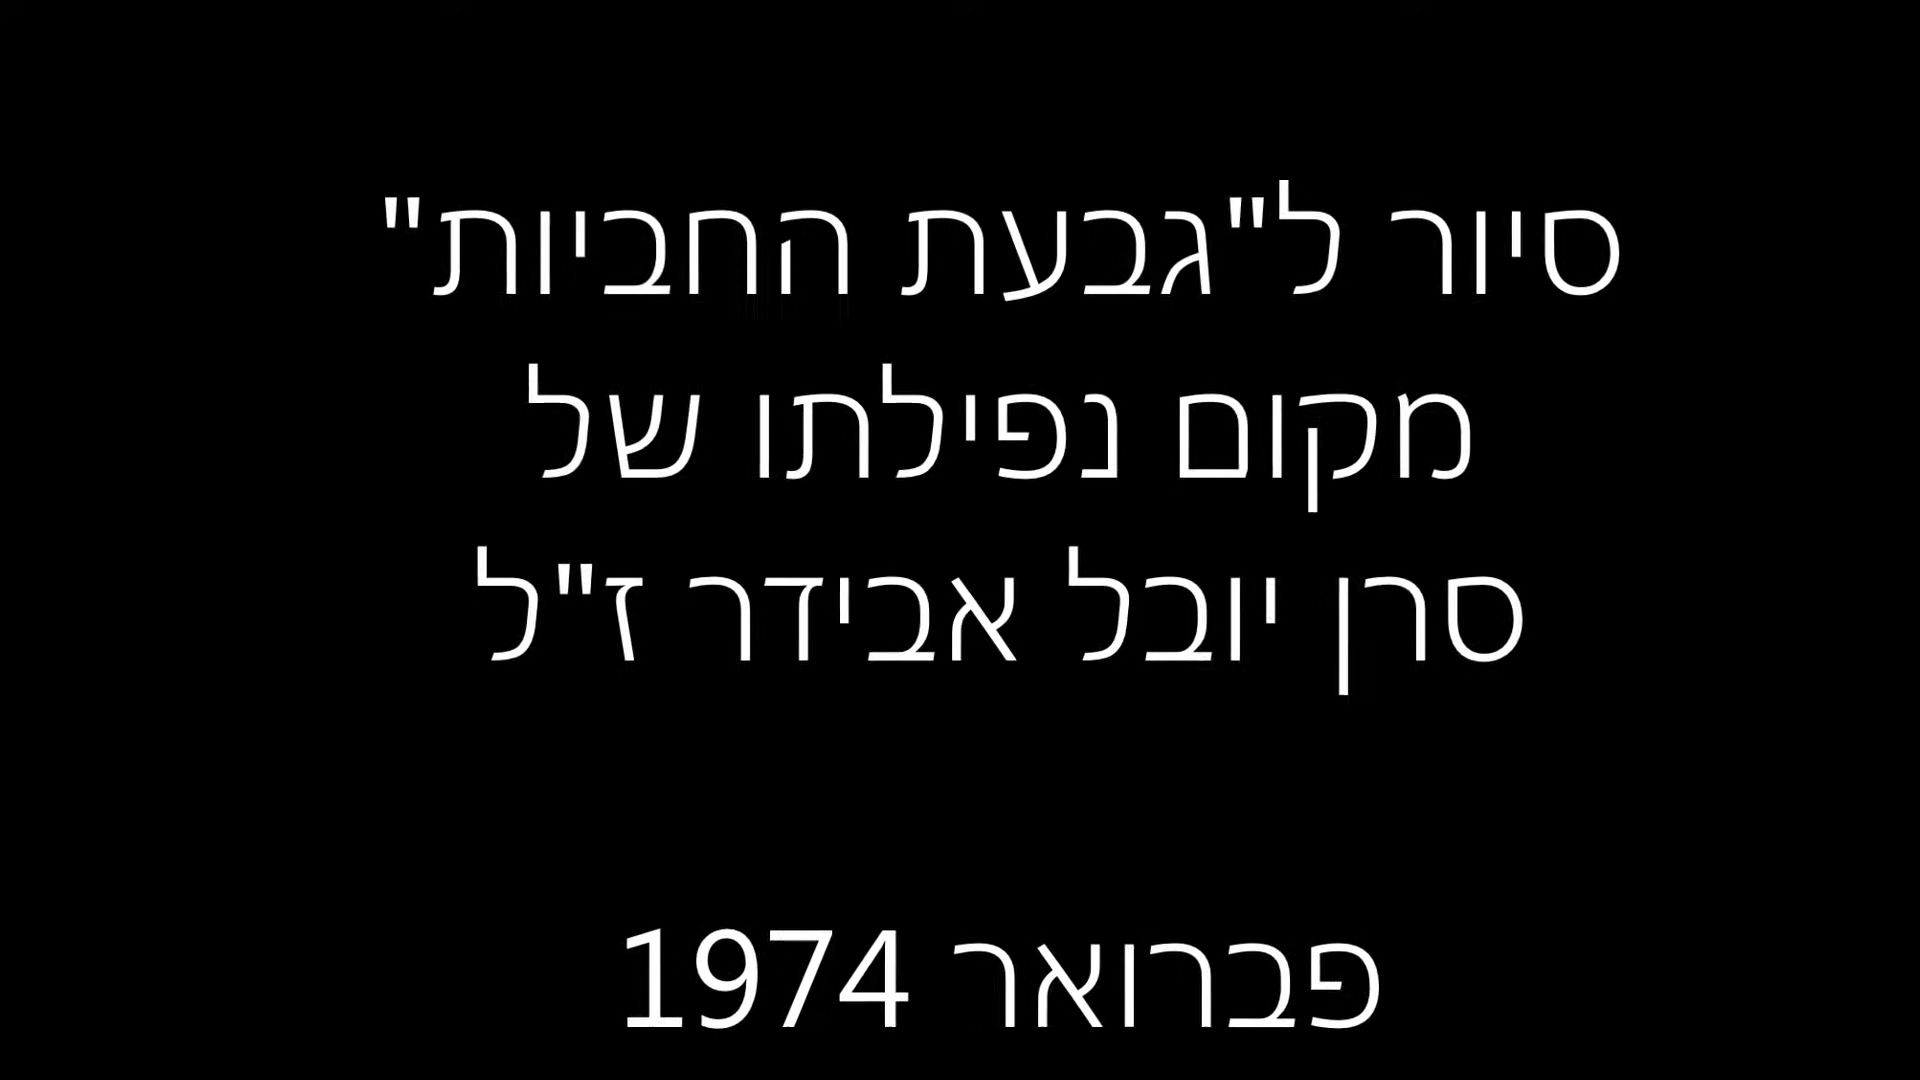 סיור ל"גבעת החביות"
מקום נפילתו של
סרן יובל אבידר ז"ל
פברואר 1974